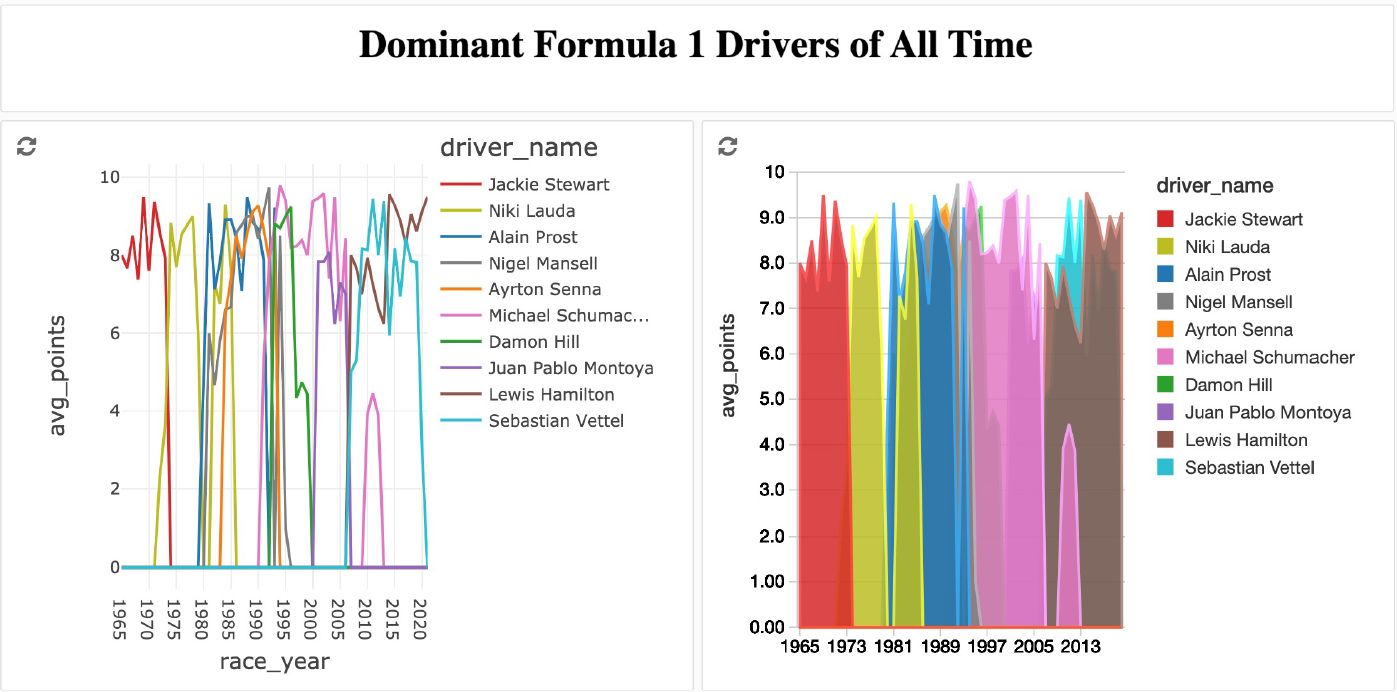 Dominant Formula 1 Drivers of All Time
driver_name
Jackie Stewart
Niki Lauda
Alain Prost
Nigel Mansell
Ayrton Senna
Michael Schumac...
Damon Hill
Juan Pablo Montoya
Lewis Hamilton
Sebastian Vettel
10
8
6
4
2
0
avg_points
1965 1970 1975 1980 1985 1990 1995 2000 2005 2010 2015 2020
race_year
10
9.0
8.0
7.0
6.0
5.0
4.0
3.0
2.0
1.00
0.00
avg_points
1965 1973 1981 1989 1997 2005 2013
driver_name
Jackie Stewart
Niki Lauda
Alain Prost
Nigel Mansell
Ayrton Senna
Michael Schumacher
Damon Hill
Juan Pablo Montoya
Lewis Hamilton
Sebastian Vettel